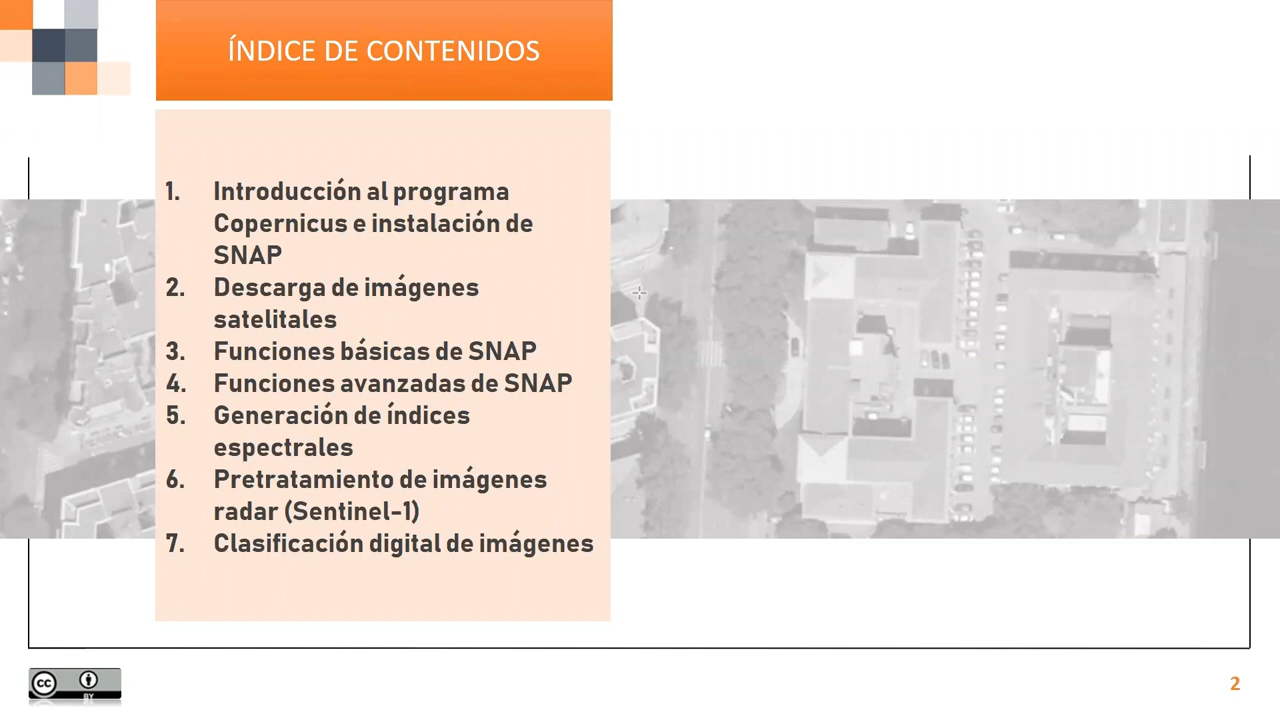 ÍNDICE DE CONTENIDOS
1. Introducción al programa
Copernicus e instalación de
SNAP
2. Descarga de imágenes
satelitales
3. Funciones básicas de SNAP
4. Funciones avanzadas de SNAP
5. Generación de índices
espectrales
6. Pretratamiento de imágenes
radar (Sentinel-1)
7. Clasificación digital de imágenes
cc
BY
2